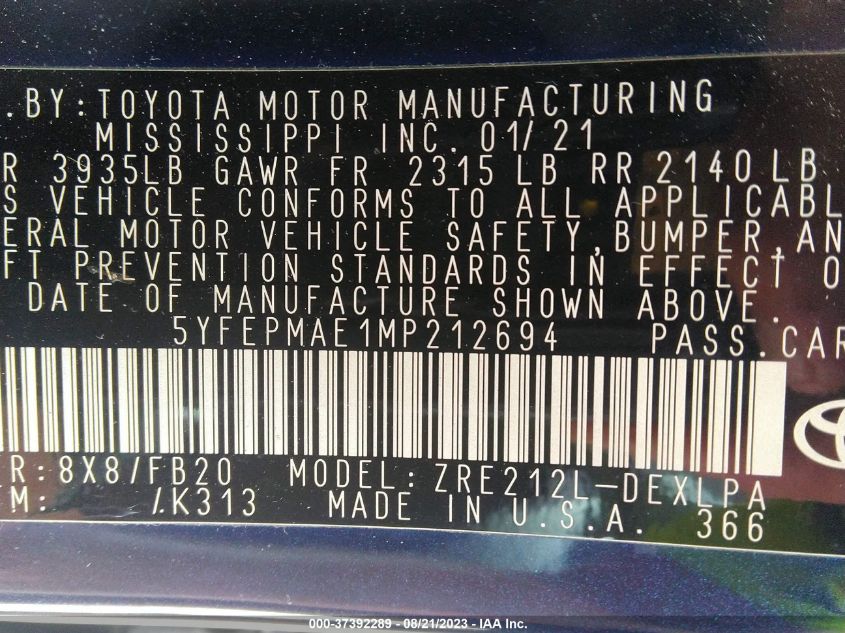 . BY: TOYOTA MOTOR MANUFACTURING
MISSISSIPPI INC. 01/21
R 3935LB GAWR FR 2315 LB RR 2140 LB
S VEHICLE CONFORMS TO ALL APPLICABL
ERAL MOTOR VEHICLE SAFETY, BUMPER, AN
FT PREVENTION STANDARDS IN EFFECT O
DATE OF MANUFACTURE SHOWN ABOVE.
5YFEPMAE1MP212694 PASS. CAR
R: 8X8/FB20 MODEL: ZRE212L-DEXLPA
M: /K313 MADE IN U.S.A. 366
000-37392289 - 08/21/2023 - IAA Inc.